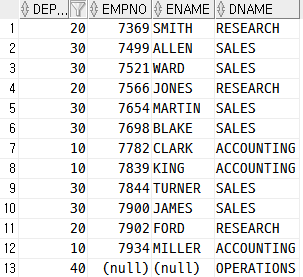 DEP... EMPNO ENAME DNAME
1 20 7369 SMITH RESEARCH
2 30 7499 ALLEN SALES
3 30 7521 WARD SALES
4 20 7566 JONES RESEARCH
5 30 7654 MARTIN SALES
6 30 7698 BLAKE SALES
7 10 7782 CLARK ACCOUNTING
8 10 7839 KING ACCOUNTING
9 30 7844 TURNER SALES
10 30 7900 JAMES SALES
11 20 7902 FORD RESEARCH
12 10 7934 MILLER ACCOUNTING
13 40 (null) (null) OPERATIONS